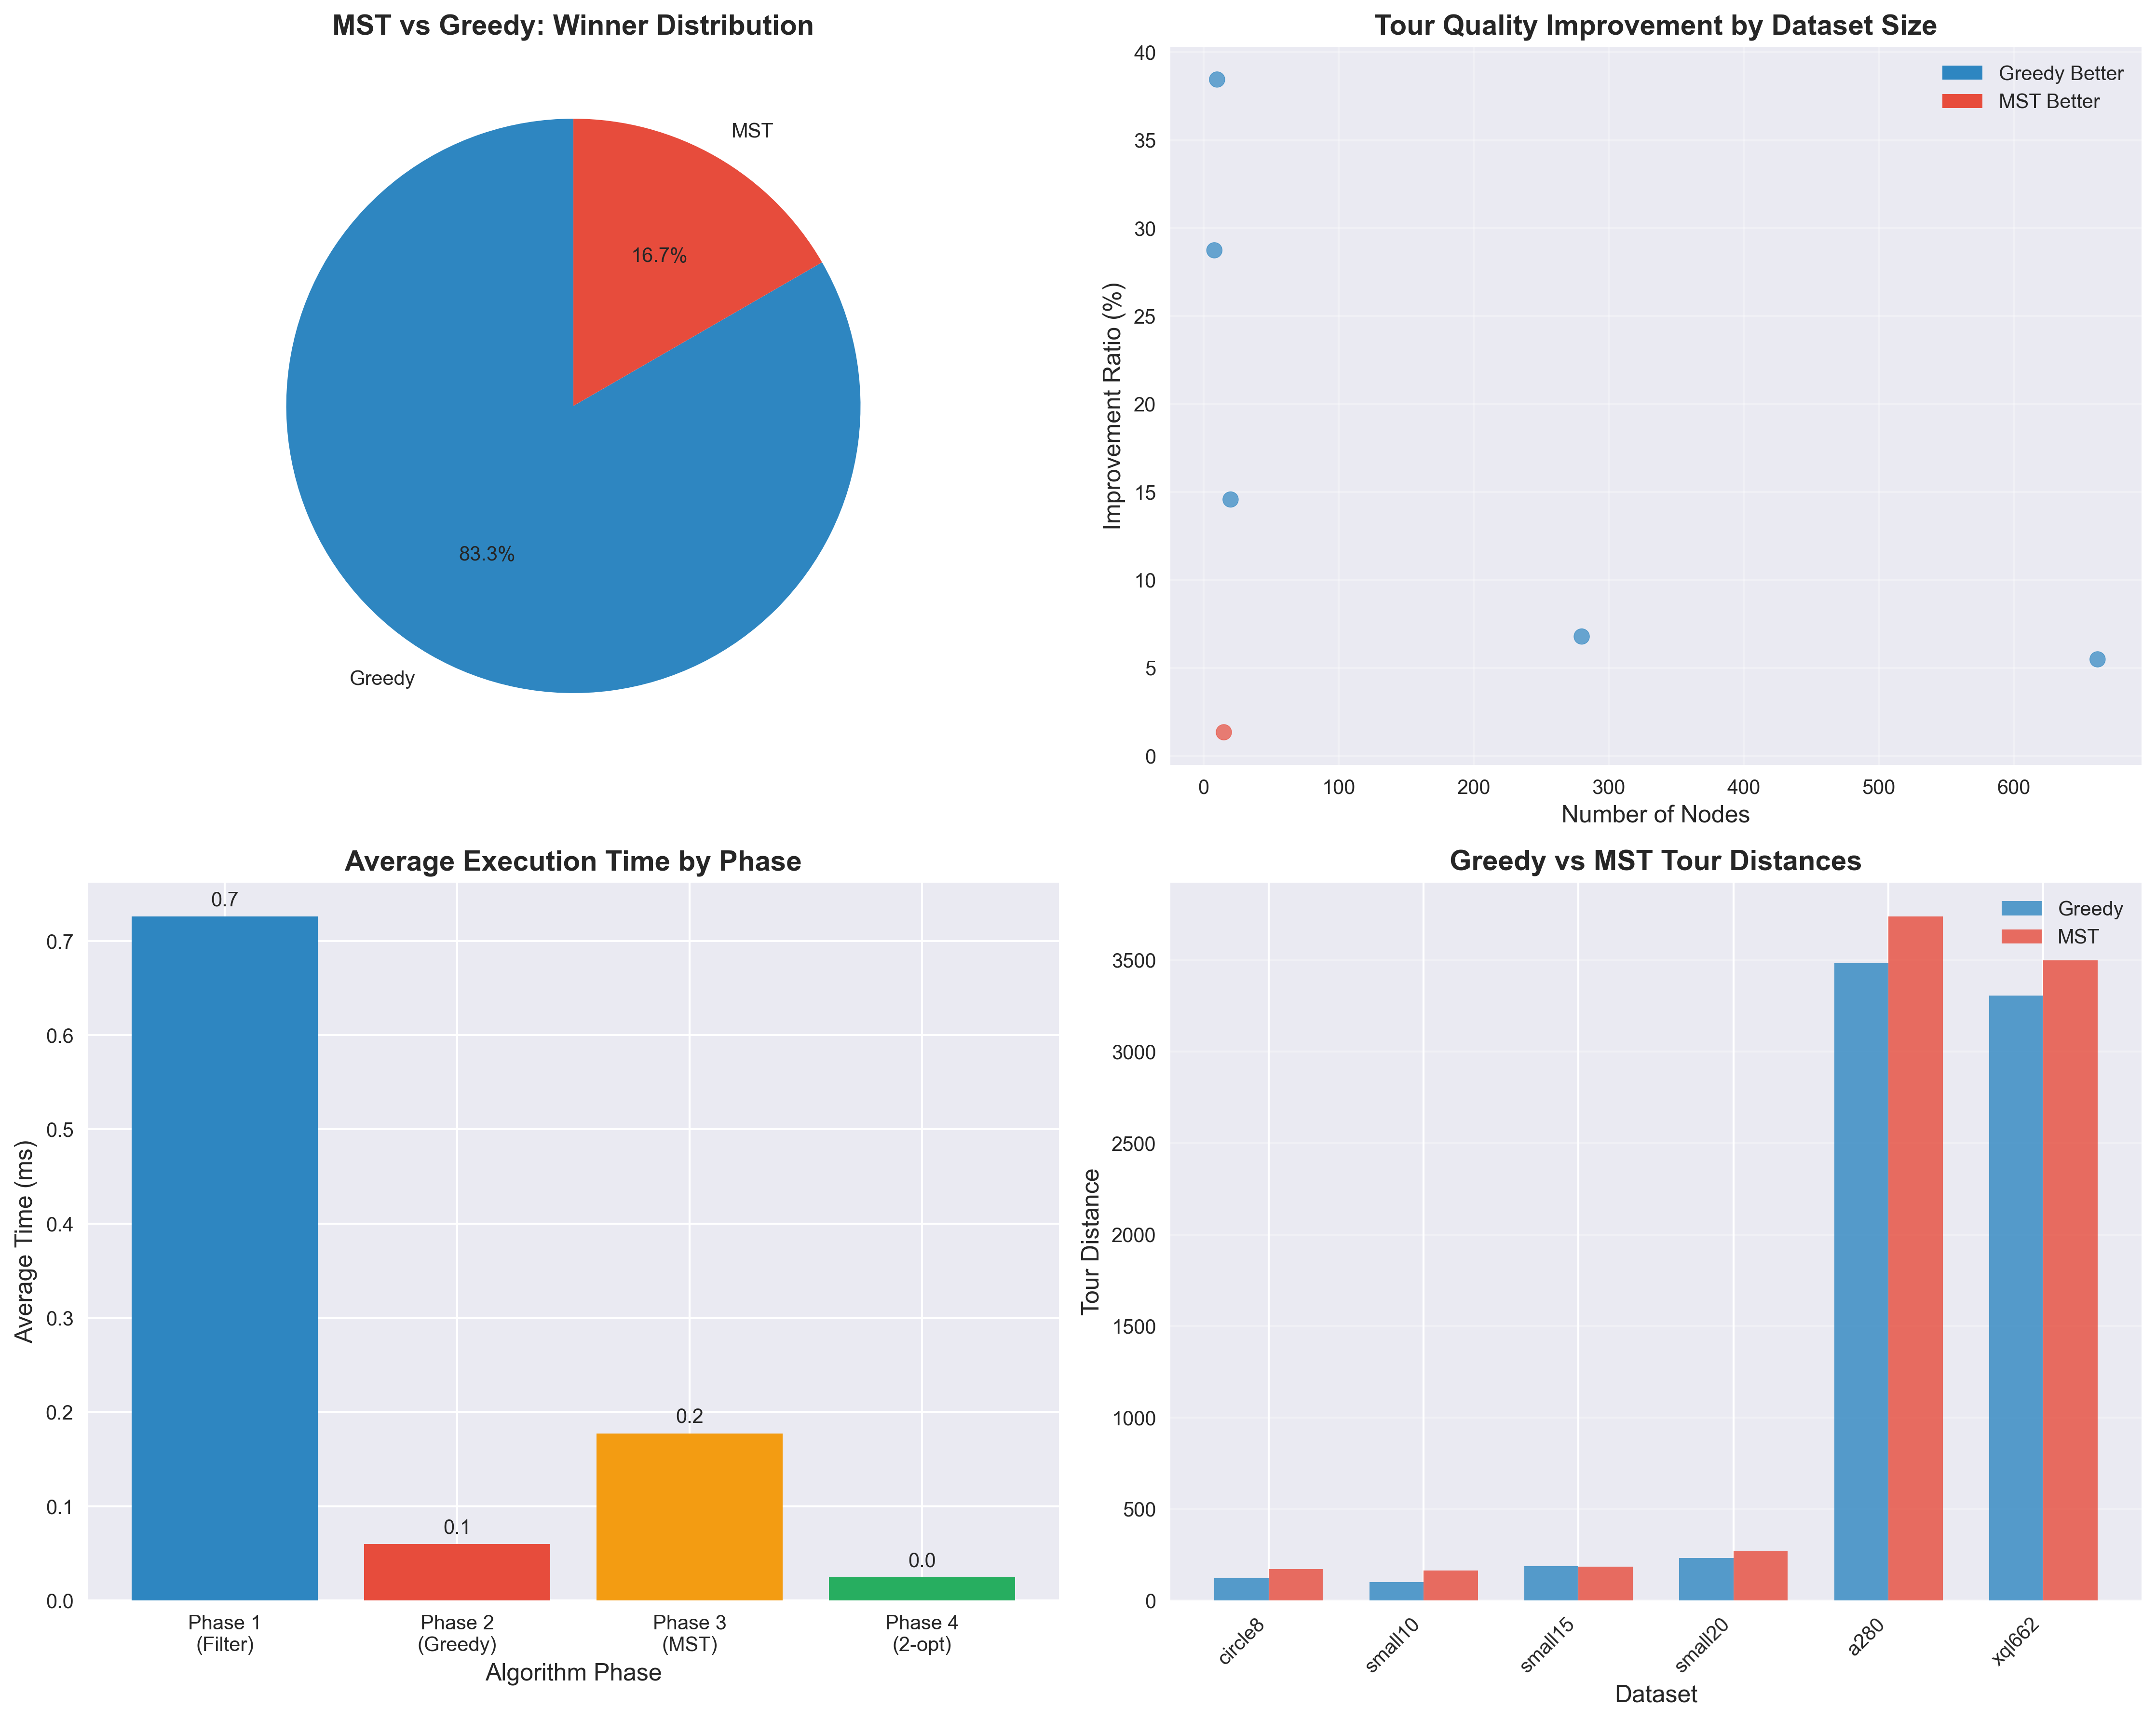 MST vs Greedy: Winner Distribution
MST
16.7%
83.3%
Greedy
Tour Quality Improvement by Dataset Size
Greedy Better
MST Better
Improvement Ratio (%)
40
35
30
25
20
15
10
5
0
0 100 200 300 400 500 600
Number of Nodes
Average Execution Time by Phase
Average Time (ms)
0.7
0.6
0.5
0.4
0.3
0.2
0.1
0.0
0.7
0.1
0.2
0.0
Phase 1 Phase 2 Phase 3 Phase 4
(Filter) (Greedy) (MST) (2-opt)
Algorithm Phase
Greedy vs MST Tour Distances
Greedy
MST
Tour Distance
3500
3000
2500
2000
1500
1000
500
0
circle8 small10 small15 small20 a280 xql662
Dataset